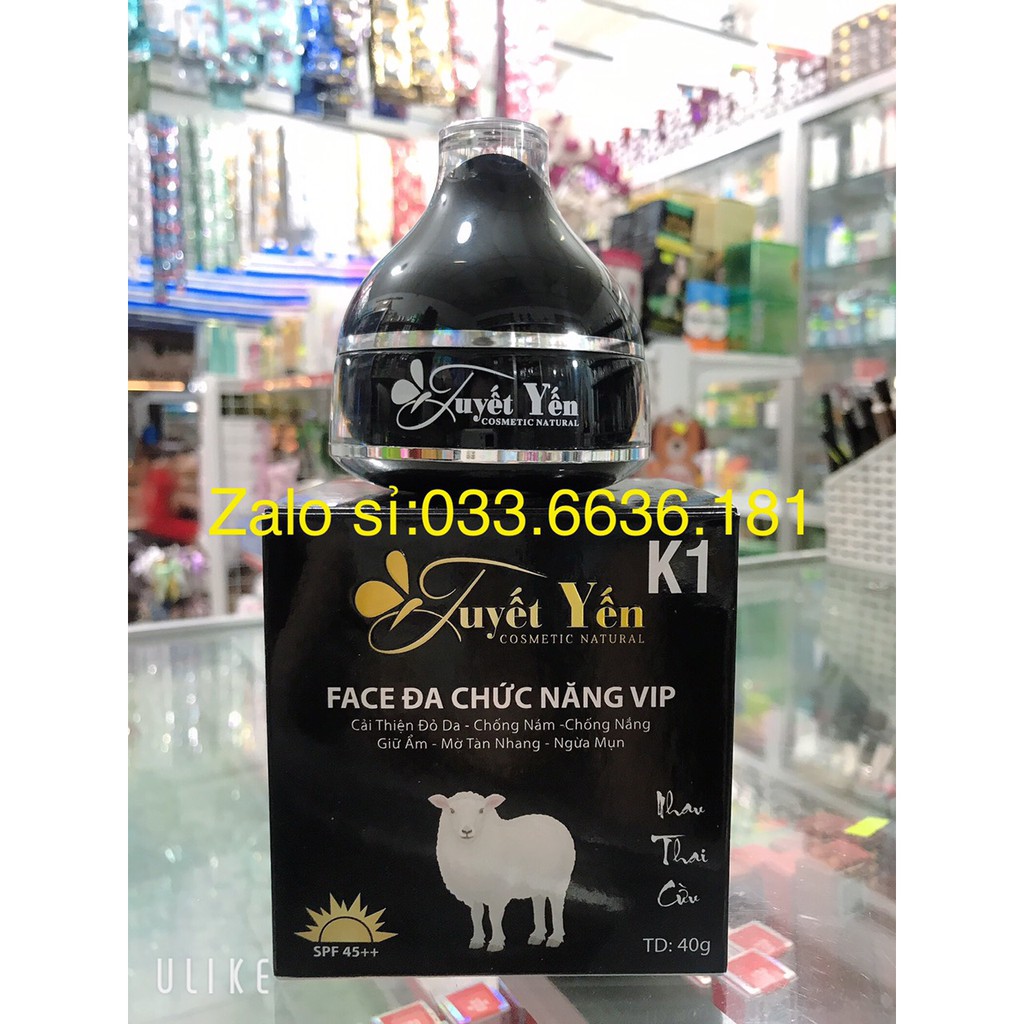 Tuyết Yến
COSMETIC NATURAL
Zalo sỉ:033.6636.181
K1
Tuyết Yến
COSMETIC NATURAL
FACE ĐA CHỨC NĂNG VIP
Cải Thiện Đỏ Da - Chống Nám -Chống Nắng
Giữ Ẩm - Mờ Tàn Nhang - Ngừa Mụn
Nhau
Thai
Cừu
SPF 45++
TD: 40g
ULIKE